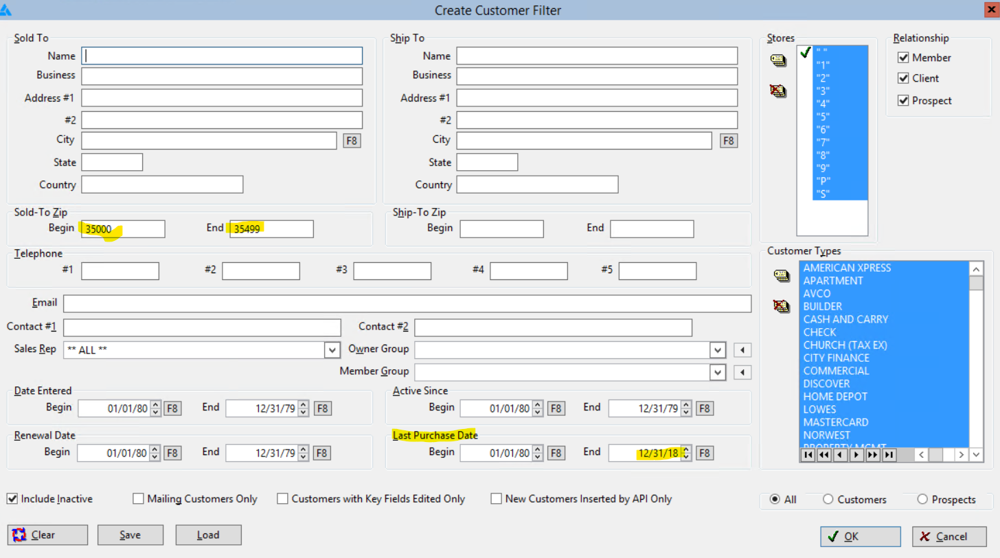 Create Customer Filter
Sold To
Name
Business
Address #1
#2
City F8
State
Country
Ship To
Name
Business
Address #1
#2
City F8
State
Country
Stores
" "
"1"
"2"
"3"
"4"
"5"
"6"
"7"
"8"
"9"
"P"
"S"
Relationship
Member
Client
Prospect
Sold-To Zip
Begin 35000 End 35499
Ship-To Zip
Begin End
Telephone
#1 #2 #3 #4 #5
Email
Contact #1 Contact #2
Sales Rep ** ALL ** Owner Group
Member Group
Date Entered
Begin 01/01/80 F8 End 12/31/79 F8
Active Since
Begin 01/01/80 F8 End 12/31/79 F8
Renewal Date
Begin 01/01/80 F8 End 12/31/79 F8
Last Purchase Date
Begin 01/01/80 F8 End 12/31/18 F8
Customer Types
AMERICAN XPRESS
APARTMENT
AVCO
BUILDER
CASH AND CARRY
CHECK
CHURCH (TAX EX)
CITY FINANCE
COMMERCIAL
DISCOVER
HOME DEPOT
LOWES
MASTERCARD
NORWEST
PROPERTY MGMT
Include Inactive Mailing Customers Only Customers with Key Fields Edited Only New Customers Inserted by API Only
All Customers Prospects
Clear Save Load
OK Cancel